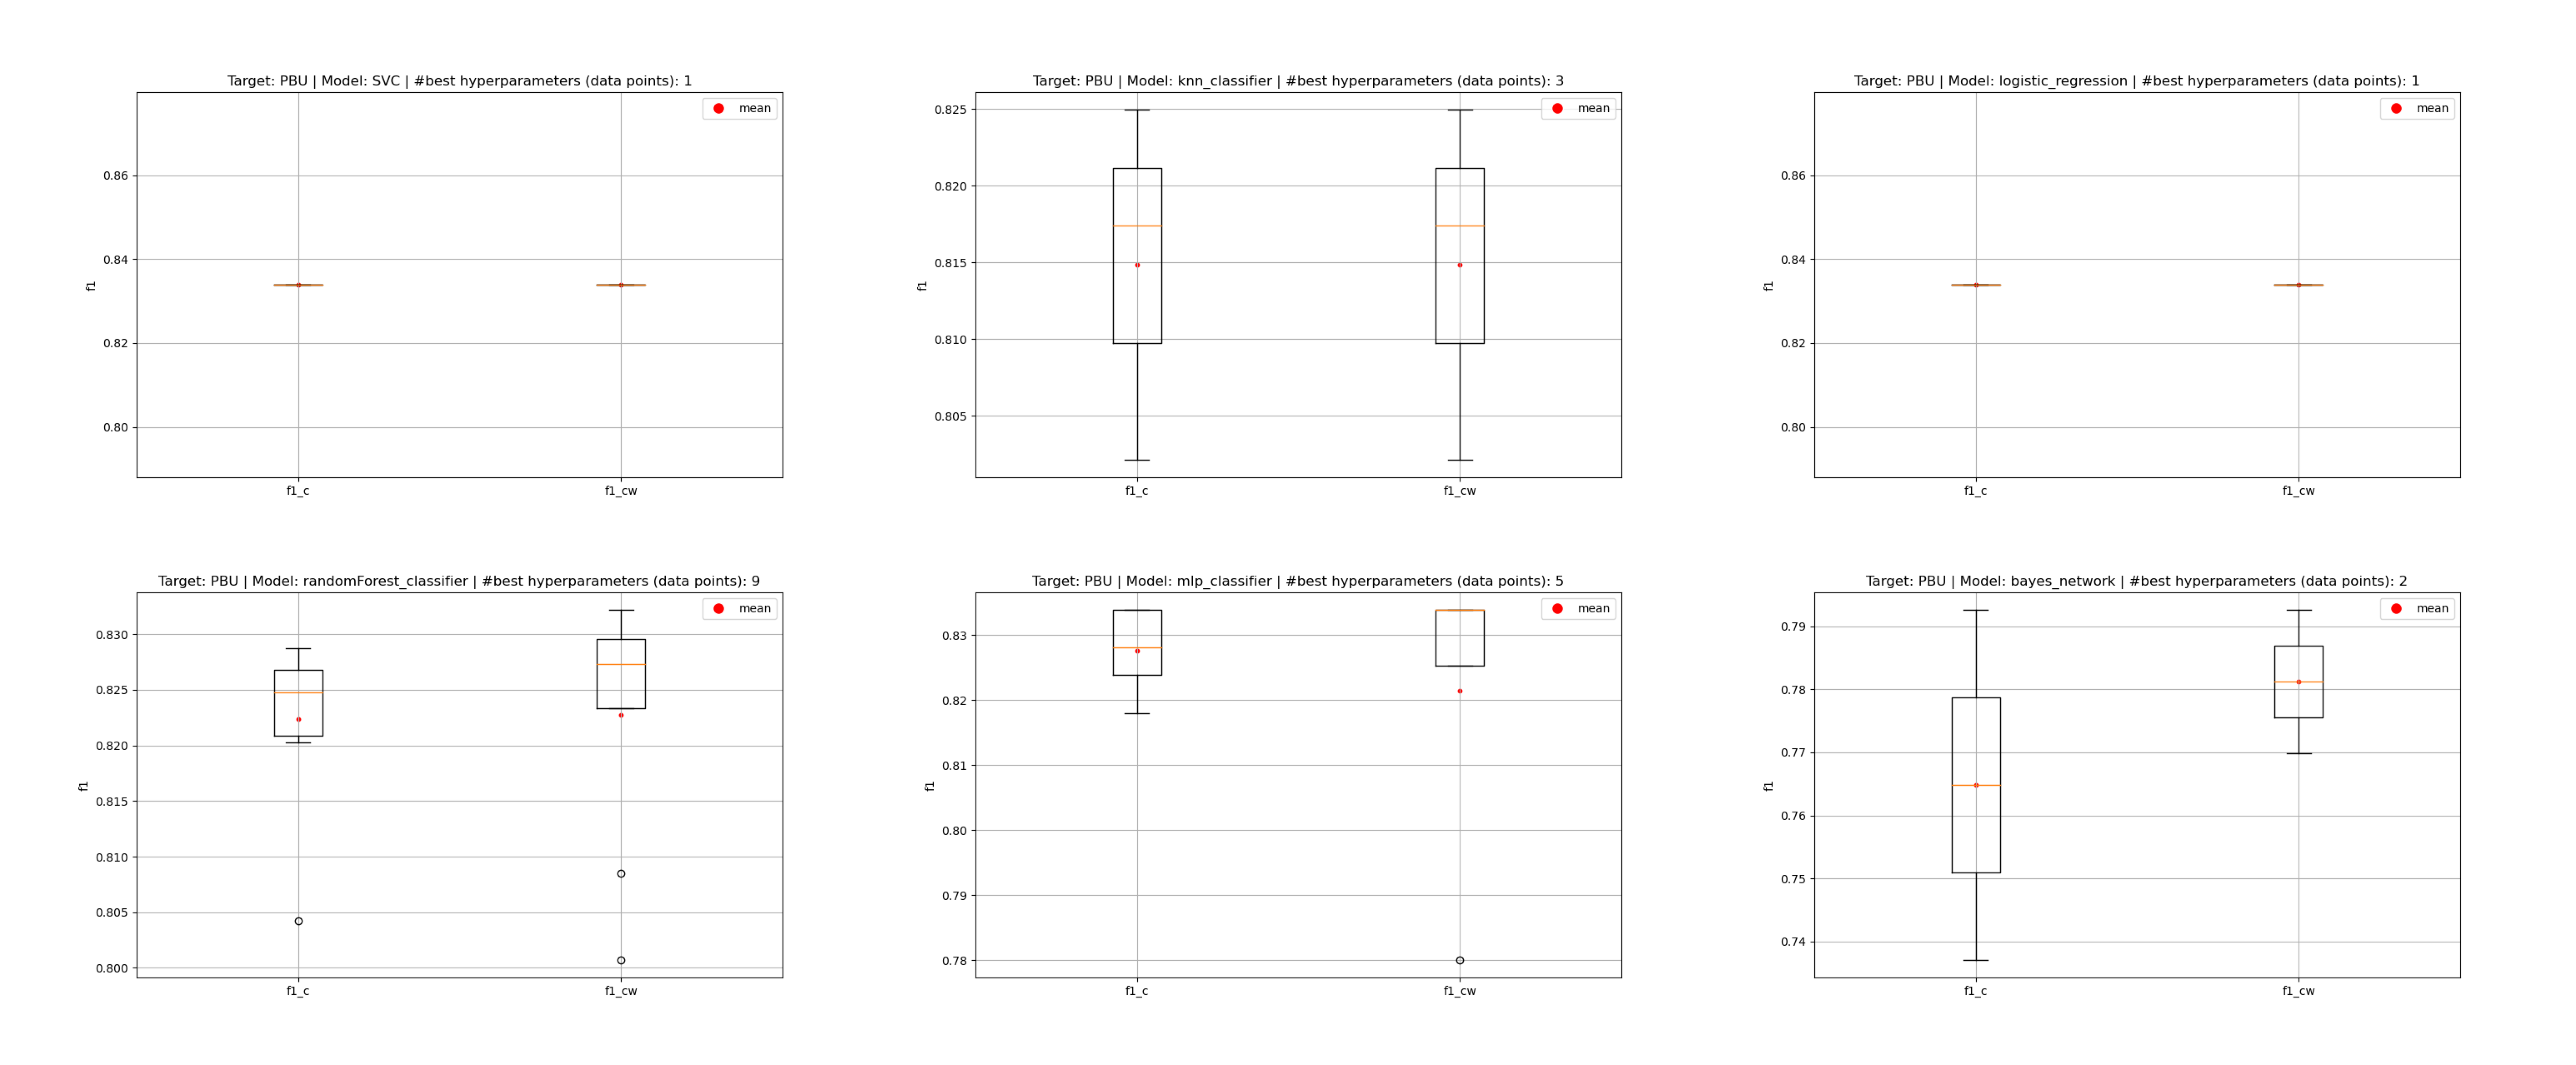 Target: PBU | Model: SVC | #best hyperparameters (data points): 1
mean
0.86
0.84
0.82
0.80
f1
f1_c f1_cw
Target: PBU | Model: knn_classifier | #best hyperparameters (data points): 3
mean
0.825
0.820
0.815
0.810
0.805
f1
f1_c f1_cw
Target: PBU | Model: logistic_regression | #best hyperparameters (data points): 1
mean
0.86
0.84
0.82
0.80
f1
f1_c f1_cw
Target: PBU | Model: randomForest_classifier | #best hyperparameters (data points): 9
mean
0.830
0.825
0.820
0.815
0.810
0.805
0.800
f1
f1_c f1_cw
Target: PBU | Model: mlp_classifier | #best hyperparameters (data points): 5
mean
0.83
0.82
0.81
0.80
0.79
0.78
f1
f1_c f1_cw
Target: PBU | Model: bayes_network | #best hyperparameters (data points): 2
mean
0.79
0.78
0.77
0.76
0.75
0.74
f1
f1_c f1_cw